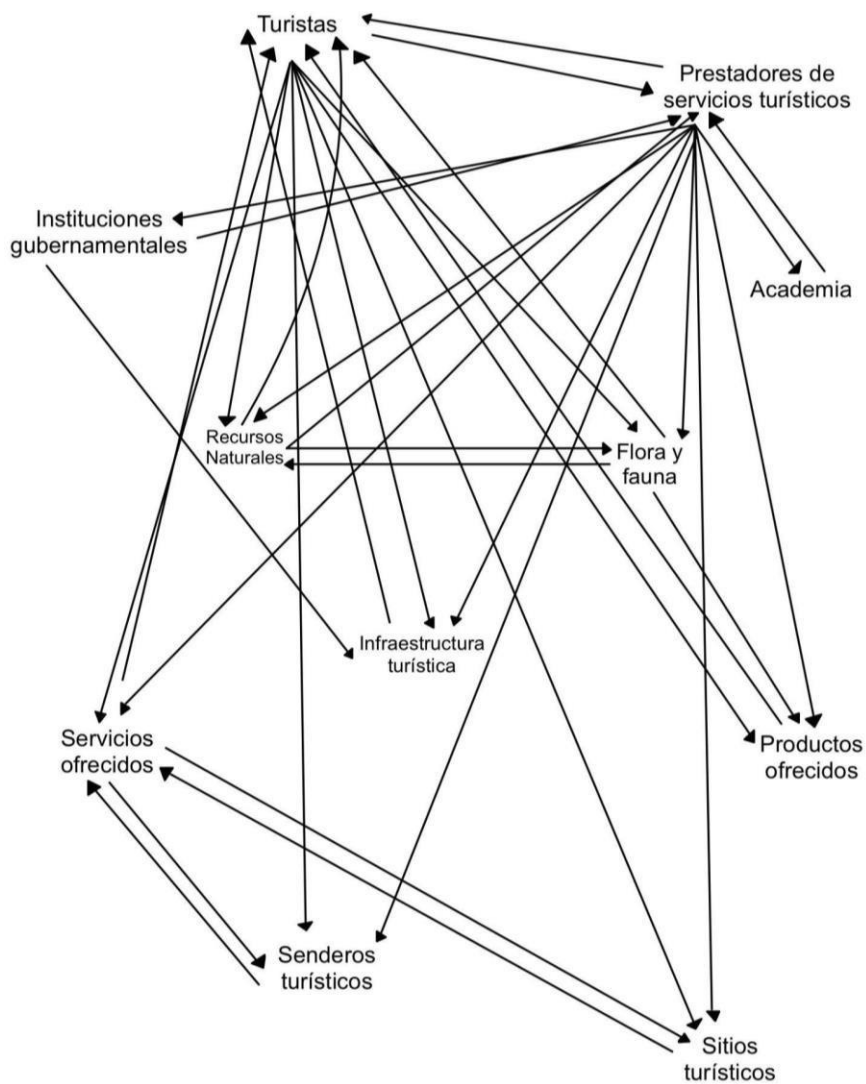 Turistas
Prestadores de
servicios turísticos
Instituciones
gubernamentales
Academia
Recursos
Naturales
Flora y
fauna
Infraestructura
turística
Servicios
ofrecidos
Productos
ofrecidos
Senderos
turísticos
Sitios
turísticos